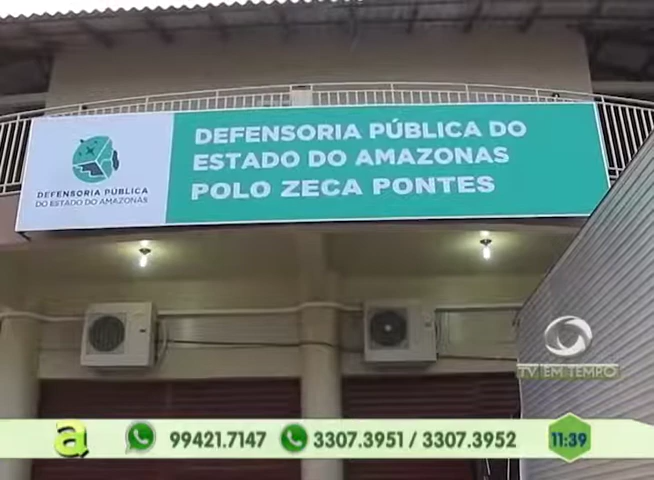 DEFENSORIA PÚBLICA DO
ESTADO DO AMAZONAS
POLO ZECA PONTES
DEFENSORIA PÚBLICA
DO ESTADO DO AMAZONAS
TV EM TEMPO
a 99421.7147 3307.3951 / 3307.3952 11:39